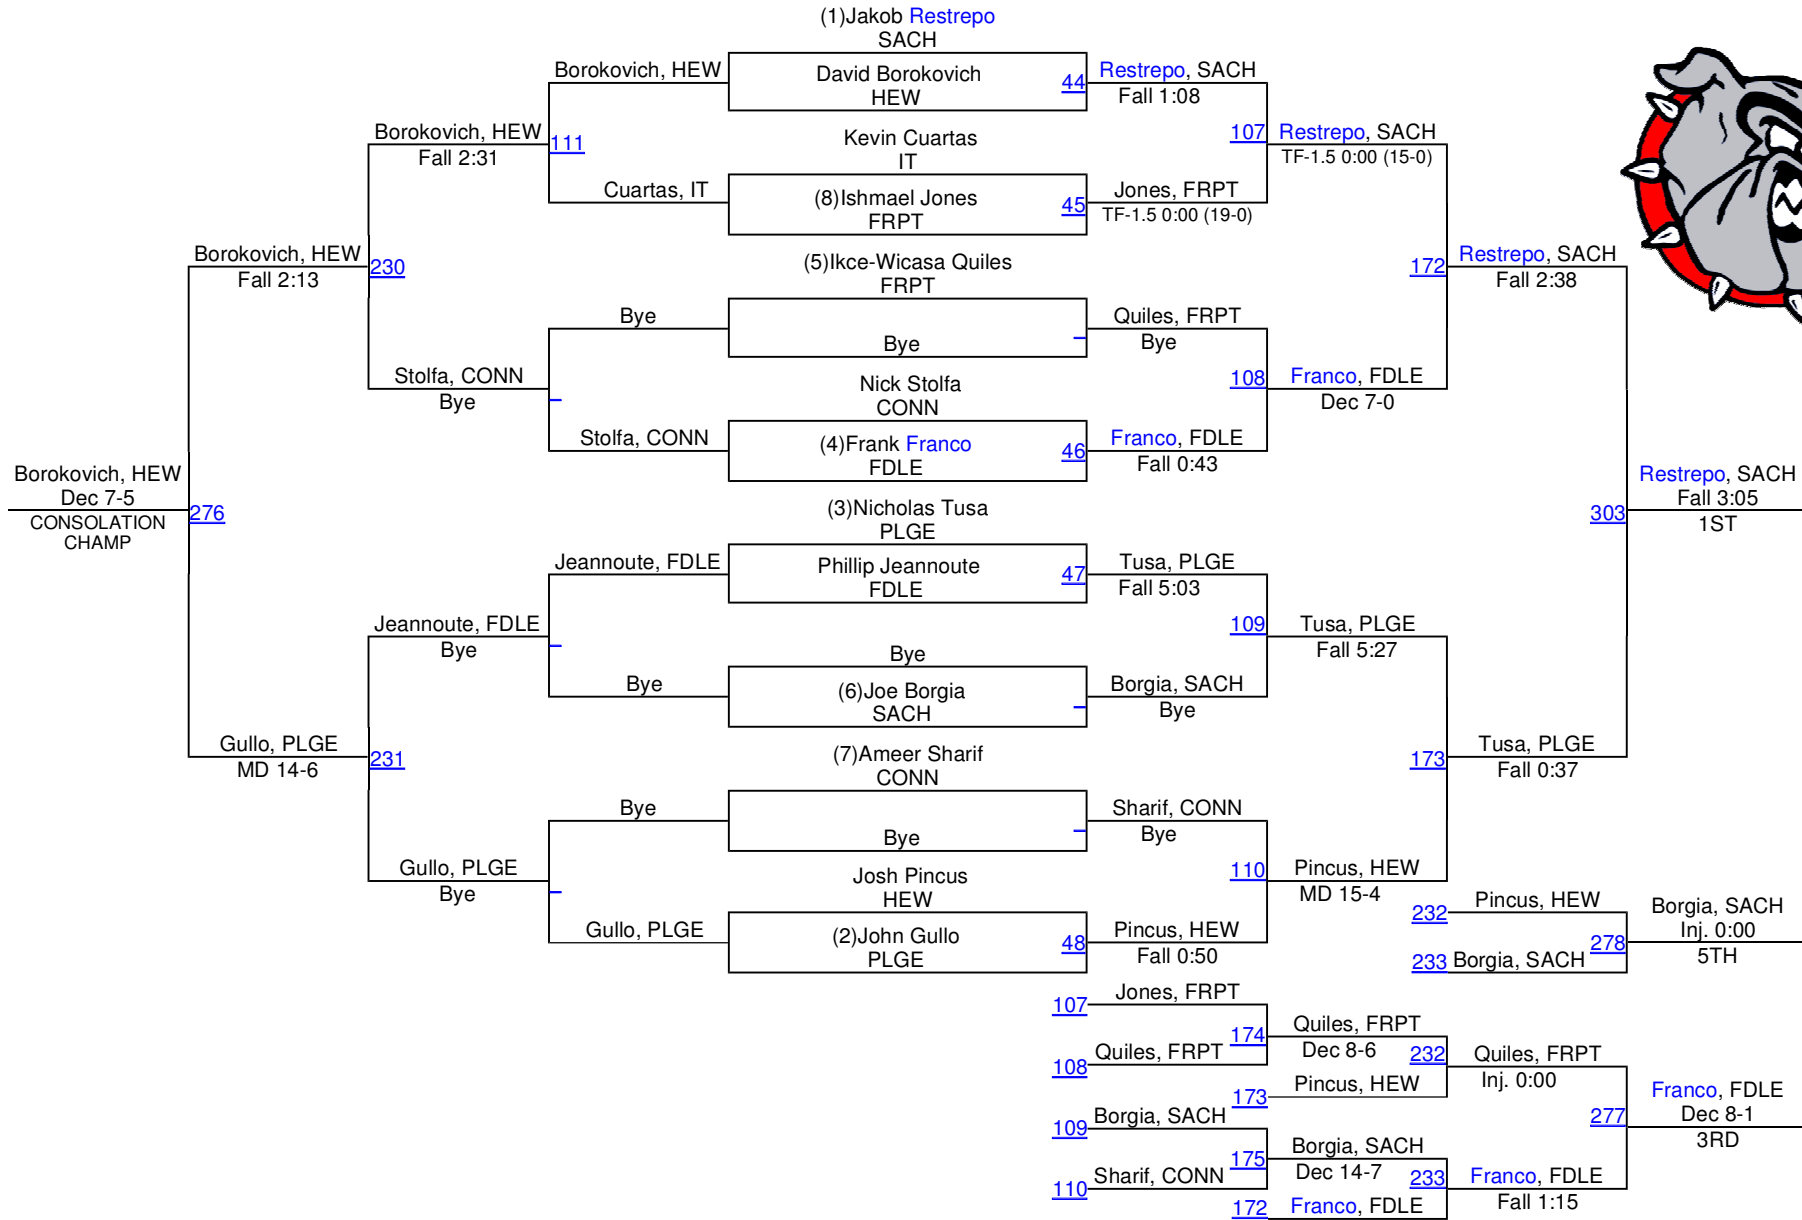 (1)Jakob Restrepo
SACH
Borokovich, HEW
David Borokovich
HEW
44
Restrepo, SACH
Fall 1:08
Borokovich, HEW
Fall 2:31
111
Kevin Cuartas
IT
107
Restrepo, SACH
TF-1.5 0:00 (15-0)
Cuartas, IT
(8)Ishmael Jones
FRPT
45
Jones, FRPT
TF-1.5 0:00 (19-0)
Borokovich, HEW
Fall 2:13
230
(5)Ikce-Wicasa Quiles
FRPT
172
Restrepo, SACH
Fall 2:38
Bye
Bye
Quiles, FRPT
Bye
Stolfa, CONN
Bye
Nick Stolfa
CONN
108
Franco, FDLE
Dec 7-0
Stolfa, CONN
(4)Frank Franco
FDLE
46
Franco, FDLE
Fall 0:43
Borokovich, HEW
Dec 7-5
CONSOLATION
CHAMP
276
(3)Nicholas Tusa
PLGE
303
Restrepo, SACH
Fall 3:05
1ST
Jeannoute, FDLE
Phillip Jeannoute
FDLE
47
Tusa, PLGE
Fall 5:03
Jeannoute, FDLE
Bye
Bye
109
Tusa, PLGE
Fall 5:27
Bye
(6)Joe Borgia
SACH
Borgia, SACH
Bye
Gullo, PLGE
MD 14-6
231
(7)Ameer Sharif
CONN
173
Tusa, PLGE
Fall 0:37
Bye
Bye
Sharif, CONN
Bye
Gullo, PLGE
Bye
Josh Pincus
HEW
110
Pincus, HEW
MD 15-4
Gullo, PLGE
(2)John Gullo
PLGE
48
Pincus, HEW
Fall 0:50
232
Pincus, HEW
233
Borgia, SACH
278
Borgia, SACH
Inj. 0:00
5TH
107
Jones, FRPT
108
Quiles, FRPT
174
Quiles, FRPT
Dec 8-6
173
Pincus, HEW
232
Quiles, FRPT
Inj. 0:00
109
Borgia, SACH
110
Sharif, CONN
175
Borgia, SACH
Dec 14-7
172
Franco, FDLE
233
Franco, FDLE
Fall 1:15
277
Franco, FDLE
Dec 8-1
3RD